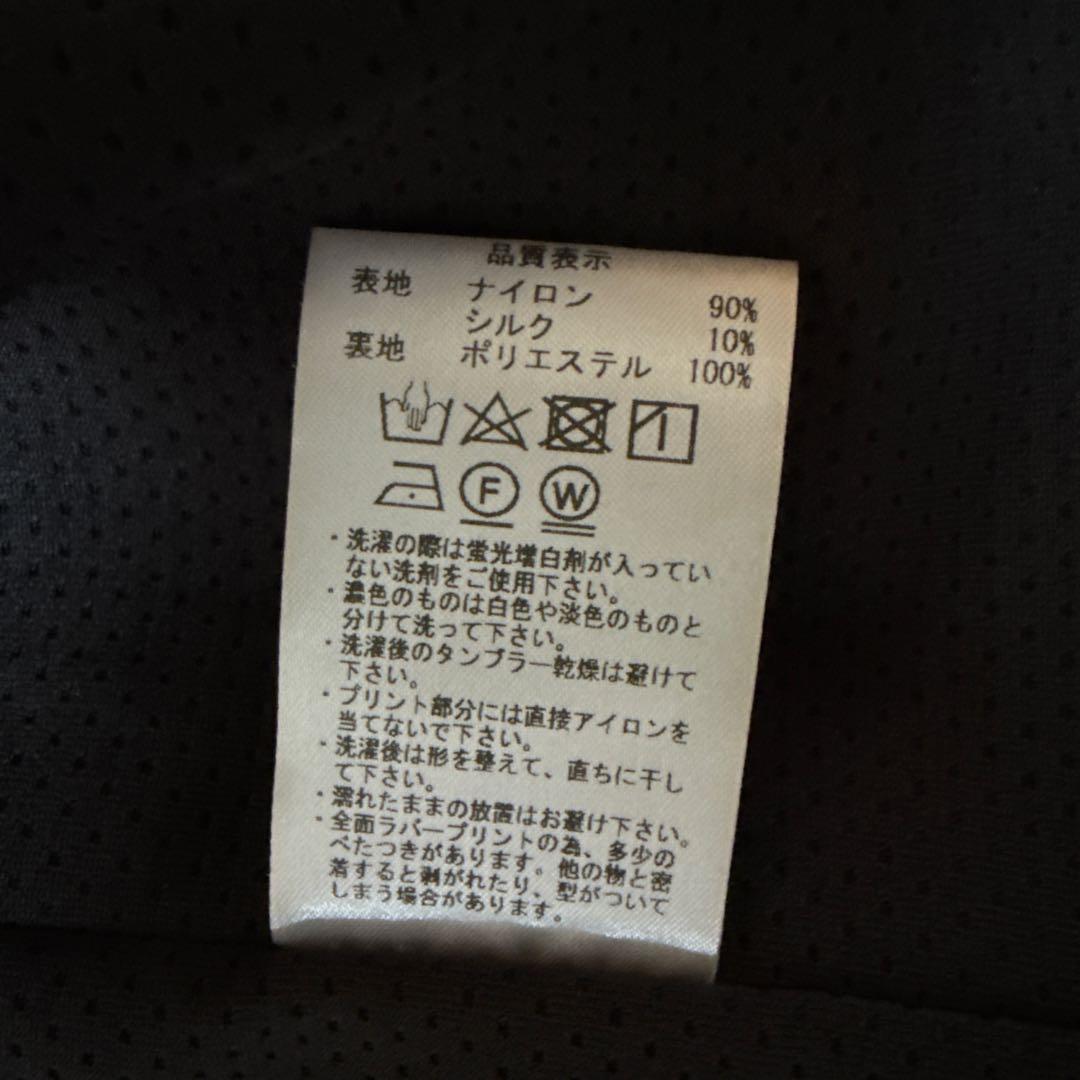 品質表示
表地 ナイロン 90%
シルク 10%
裏地 ポリエステル 100%
F W
・洗濯の際は蛍光増白剤が入ってい
ない洗剤をご使用下さい。
・濃色のものは白色や淡色のものと
分けて洗って下さい。
・洗濯後のタンブラー乾燥は避けて
下さい。
・プリント部分には直接アイロンを
当てないで下さい。
・洗濯後は形を整えて、直ちに干し
て下さい。
・濡れたままの放置はお避け下さい。
・全面ラバープリントの為、多少の
べたつきがあります。他の物と密
着すると剥がれたり、型がついて
しまう場合があります。